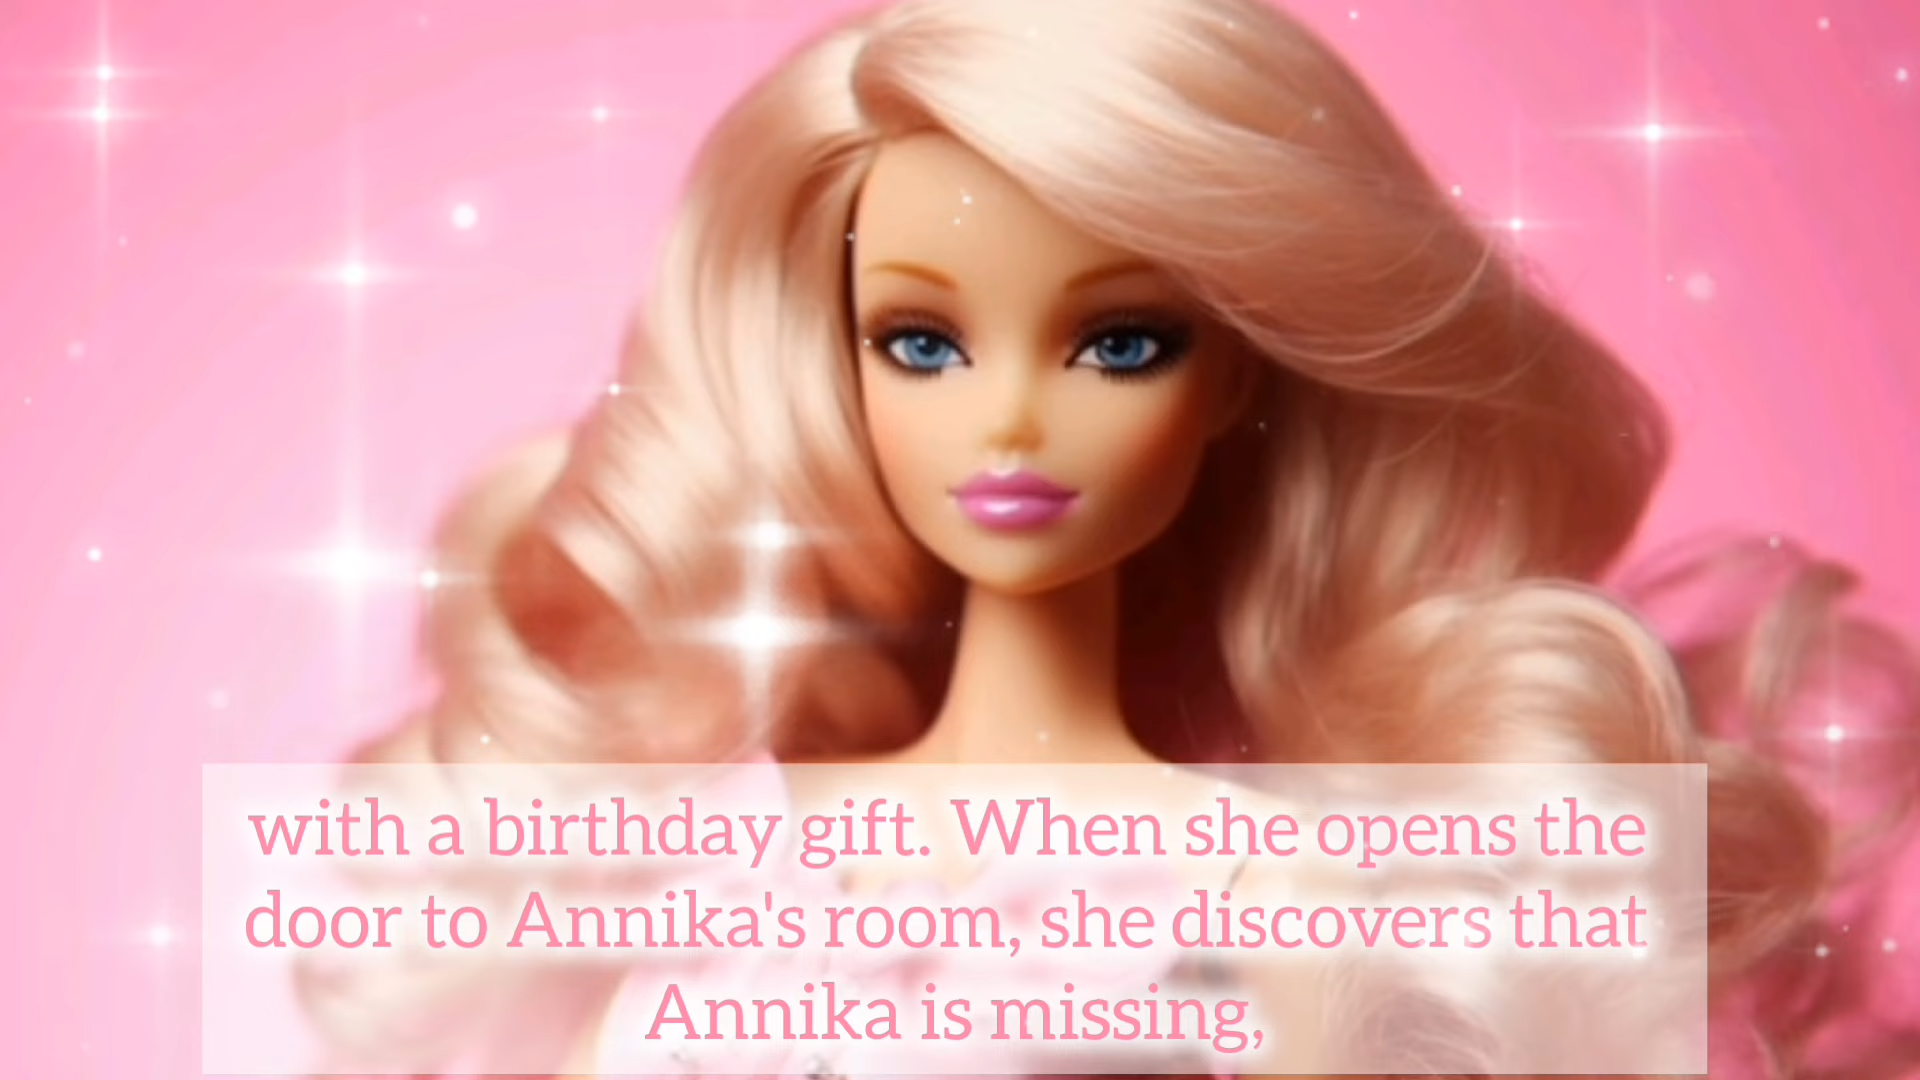 with a birthday gift. When she opens the
door to Annika's room, she discovers that
Annika is missing,